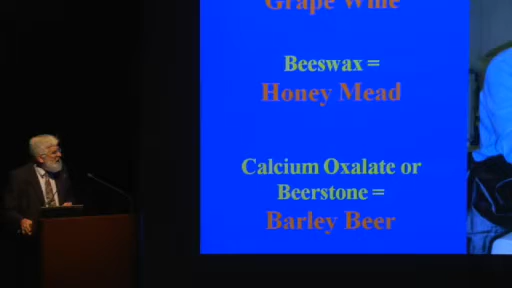 Grape Wine
Beeswax =
Honey Mead
Calcium Oxalate or
Beerstone =
Barley Beer